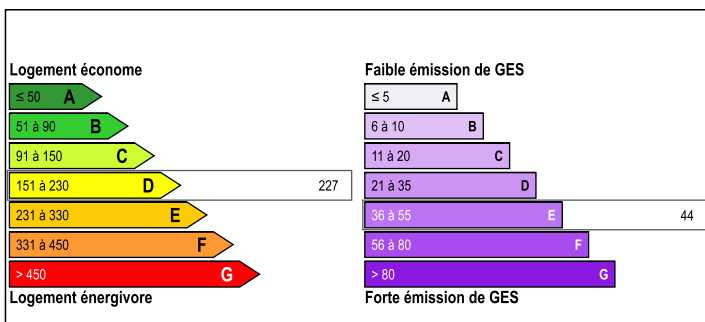 Logement économe
≤ 50 A
51 à 90 B
91 à 150 C
151 à 230 D 227
231 à 330 E
331 à 450 F
> 450 G
Logement énergivore
Faible émission de GES
≤ 5 A
6 à 10 B
11 à 20 C
21 à 35 D
36 à 55 E 44
56 à 80 F
> 80 G
Forte émission de GES